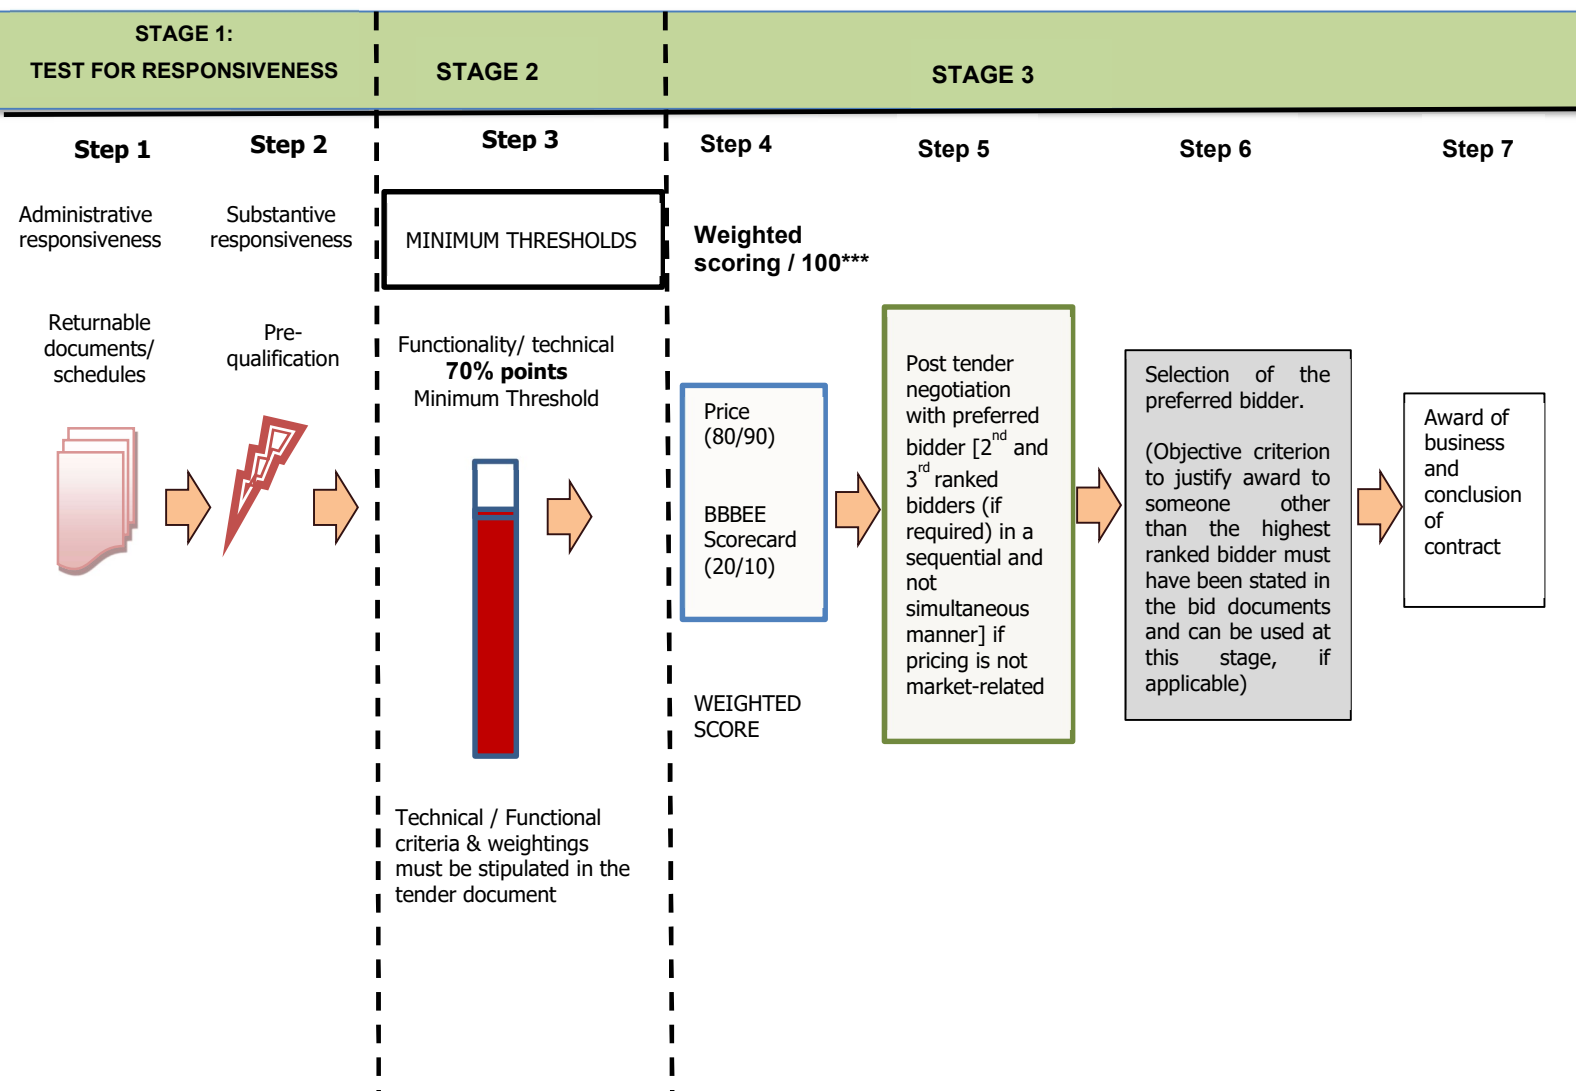 STAGE 1:
TEST FOR RESPONSIVENESS
STAGE 2
STAGE 3
Step 1
Step 2
Step 3
Step 4
Step 5
Step 6
Step 7
Administrative
responsiveness
Substantive
responsiveness
MINIMUM THRESHOLDS
Weighted
scoring / 100***
Returnable
documents/
schedules
Pre-
qualification
Functionality/ technical
70% points
Minimum Threshold
Technical / Functional
criteria & weightings
must be stipulated in the
tender document
Price
(80/90)
BBBEE
Scorecard
(20/10)
WEIGHTED
SCORE
Post tender
negotiation
with preferred
bidder [2nd and
3rd ranked
bidders (if
required) in a
sequential and
not
simultaneous
manner] if
pricing is not
market-related
Selection of the
preferred bidder.
(Objective criterion
to justify award to
someone other
than the highest
ranked bidder must
have been stated in
the bid documents
and can be used at
this stage, if
applicable)
Award of
business
and
conclusion
of
contract